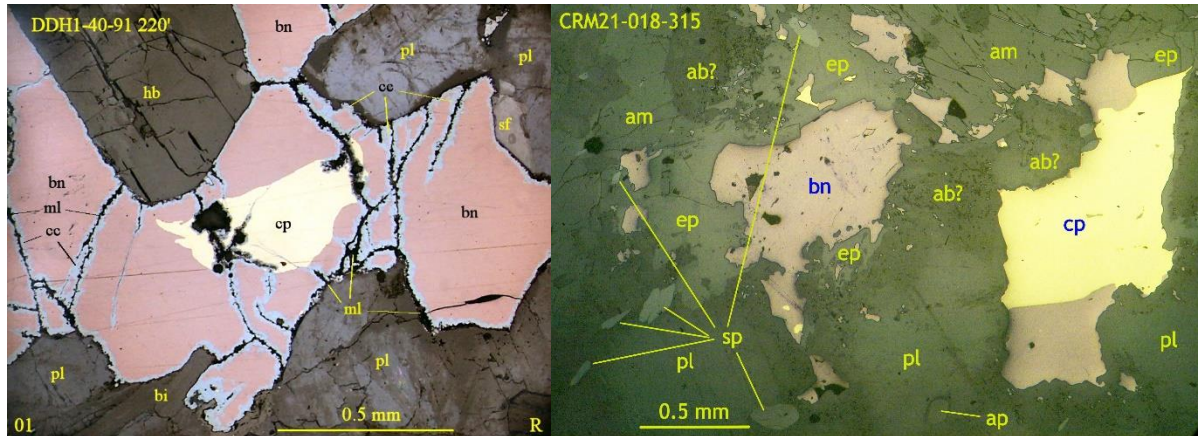 DDH1-40-91 220'
bn
pl
pl
hb
cc
sf
bn
ml
cc
cp
bn
ml
pl
pl
bi
0.5 mm
01
R
CRM21-018-315
ep
am
ep
ab?
am
ab?
bn
ab?
ep
cp
ep
sp
pl
pl
pl
0.5 mm
ap